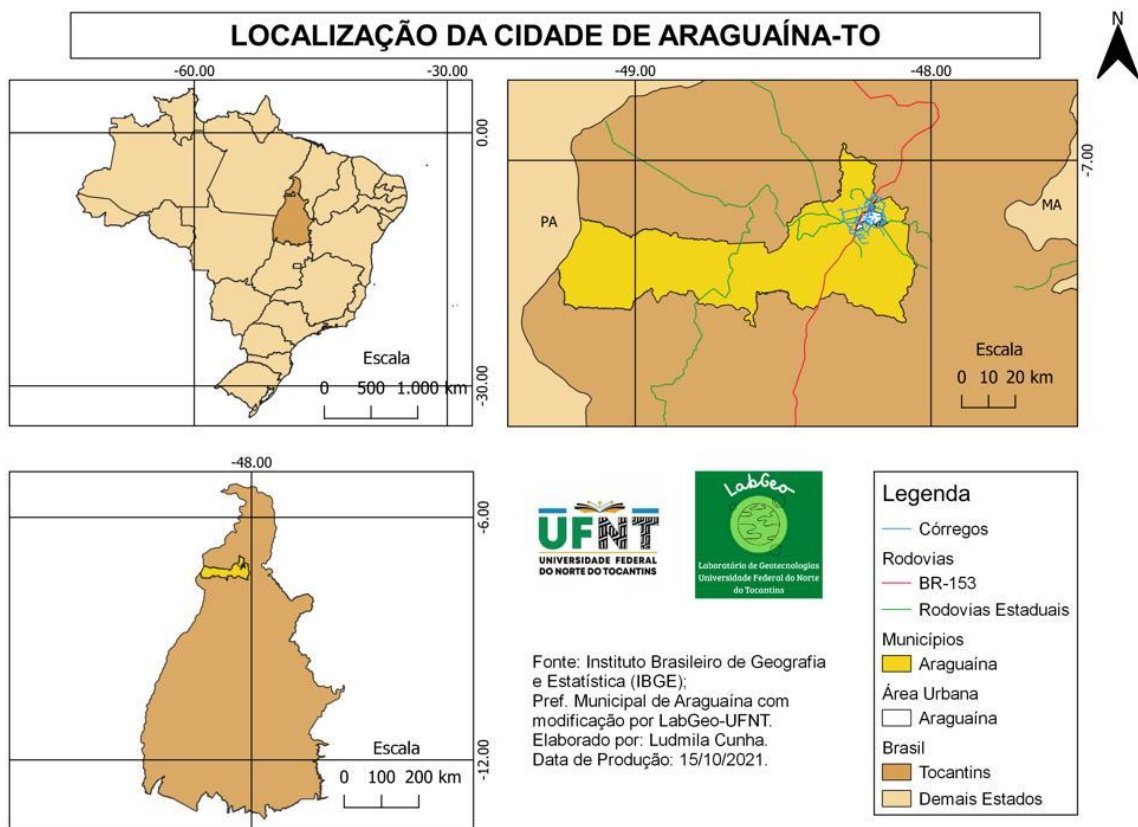 LOCALIZAÇÃO DA CIDADE DE ARAGUAÍNA-TO
N
-60.00
-30.00
0.00
-30.00
Escala
0 500 1.000 km
-49.00
-48.00
-7.00
PA
MA
Escala
0 10 20 km
-48.00
-6.00
-12.00
Escala
0 100 200 km
UFNT
UNIVERSIDADE FEDERAL
DO NORTE DO TOCANTINS
LabGeo
Laboratório de Geotecnologias
Universidade Federal do Norte
do Tocantins
Fonte: Instituto Brasileiro de Geografia
e Estatística (IBGE);
Pref. Municipal de Araguaína com
modificação por LabGeo-UFNT.
Elaborado por: Ludmila Cunha.
Data de Produção: 15/10/2021.
Legenda
Córregos
Rodovias
BR-153
Rodovias Estaduais
Municípios
Araguaína
Área Urbana
Araguaína
Brasil
Tocantins
Demais Estados